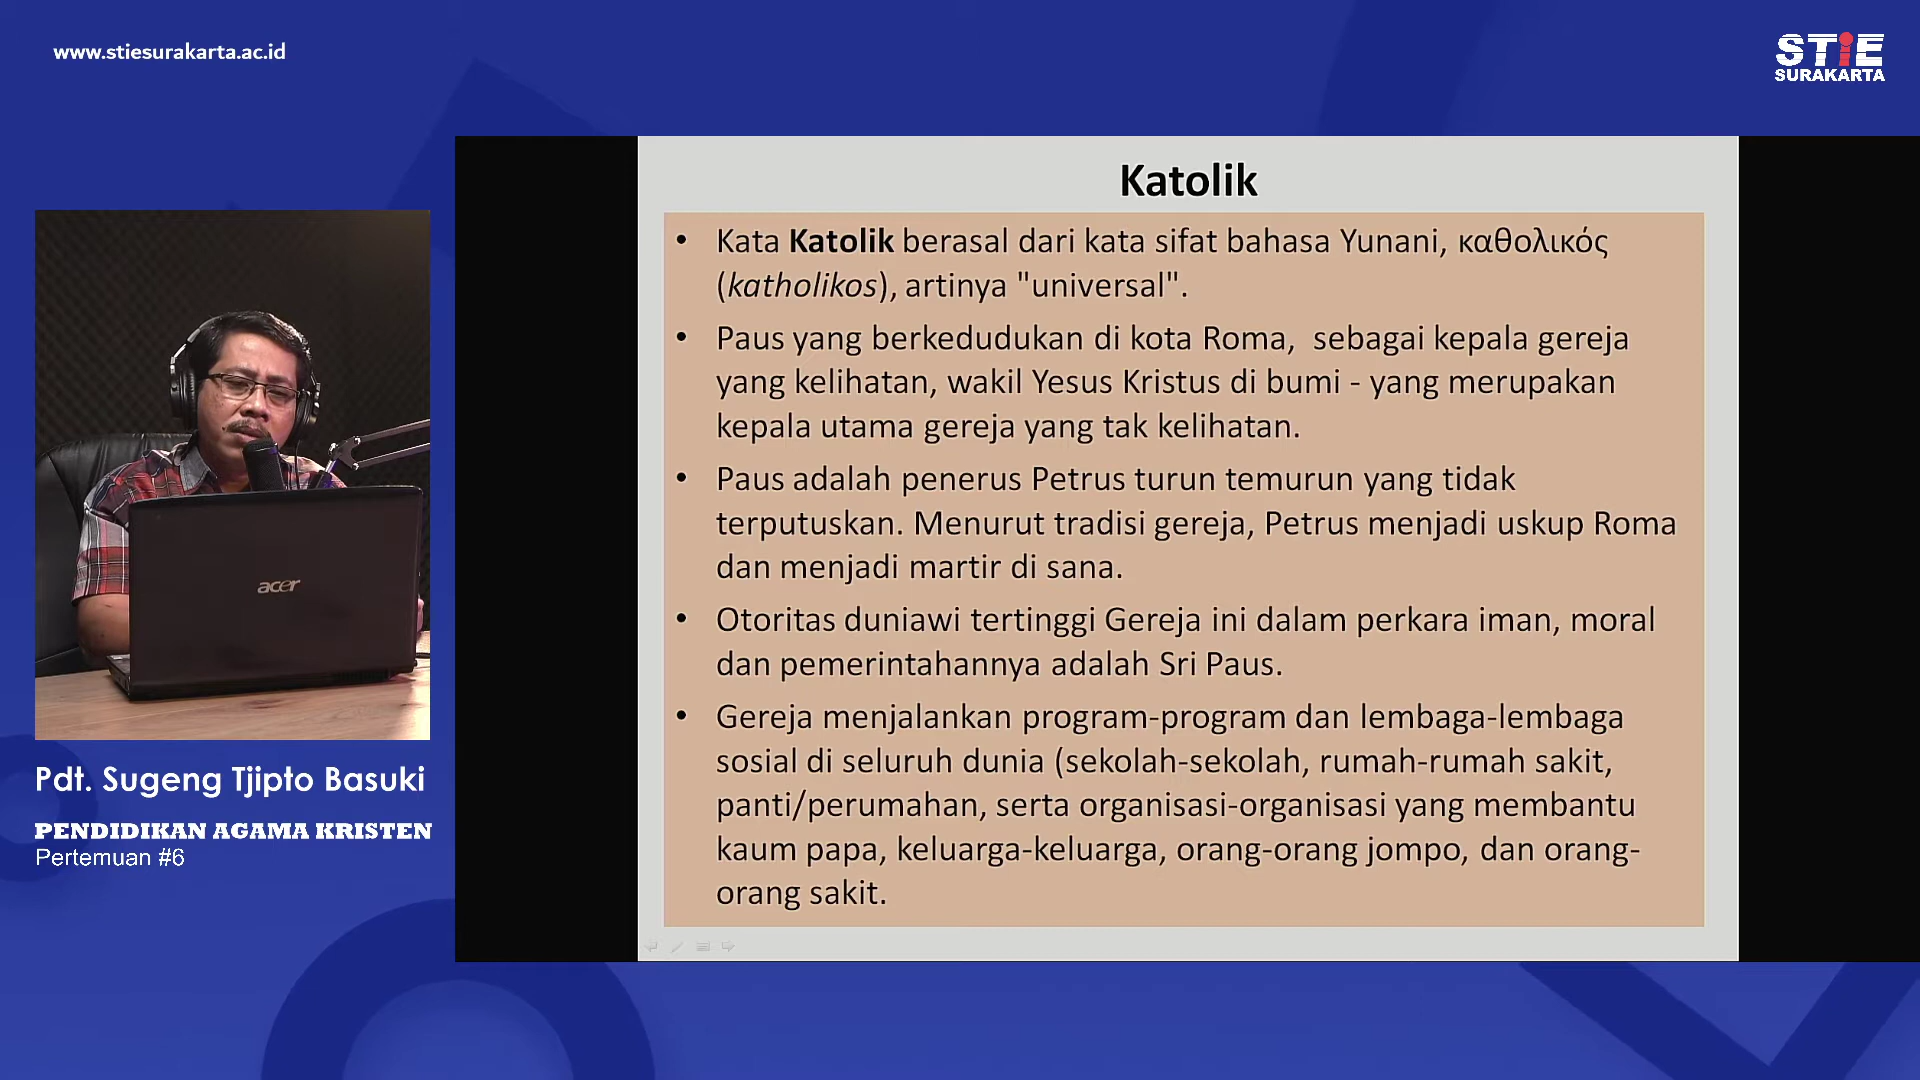 www.stiesurakarta.ac.id
STiE
SURAKARTA
Katolik
• Kata Katolik berasal dari kata sifat bahasa Yunani, καθολικός
(katholikos), artinya "universal".
• Paus yang berkedudukan di kota Roma,  sebagai kepala gereja
yang kelihatan, wakil Yesus Kristus di bumi - yang merupakan
kepala utama gereja yang tak kelihatan.
• Paus adalah penerus Petrus turun temurun yang tidak
terputuskan. Menurut tradisi gereja, Petrus menjadi uskup Roma
dan menjadi martir di sana.
• Otoritas duniawi tertinggi Gereja ini dalam perkara iman, moral
dan pemerintahannya adalah Sri Paus.
• Gereja menjalankan program-program dan lembaga-lembaga
sosial di seluruh dunia (sekolah-sekolah, rumah-rumah sakit,
panti/perumahan, serta organisasi-organisasi yang membantu
kaum papa, keluarga-keluarga, orang-orang jompo, dan orang-
orang sakit.
acer
Pdt. Sugeng Tjipto Basuki
PENDIDIKAN AGAMA KRISTEN
Pertemuan #6